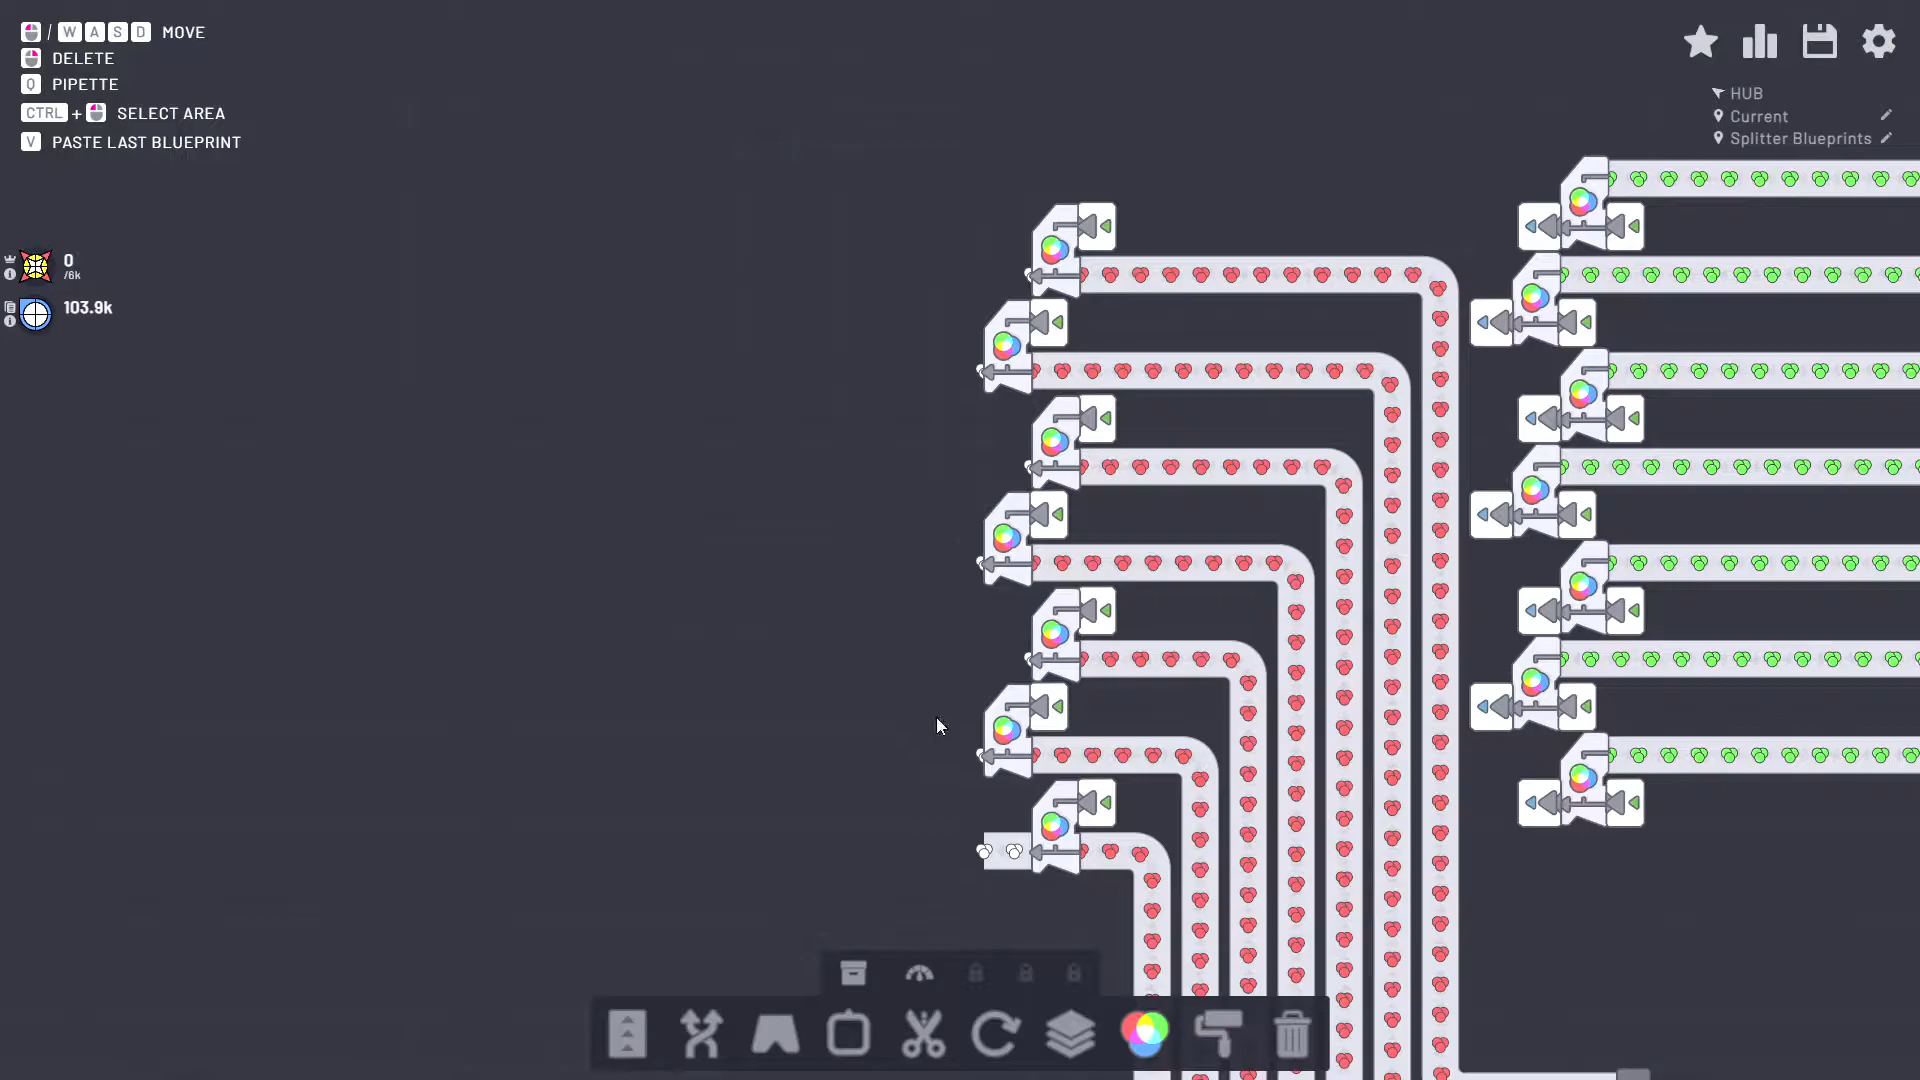 / W A S D MOVE
DELETE
Q PIPETTE
CTRL + SELECT AREA
V PASTE LAST BLUEPRINT
HUB
Current
Splitter Blueprints
0
/6k
103.9k